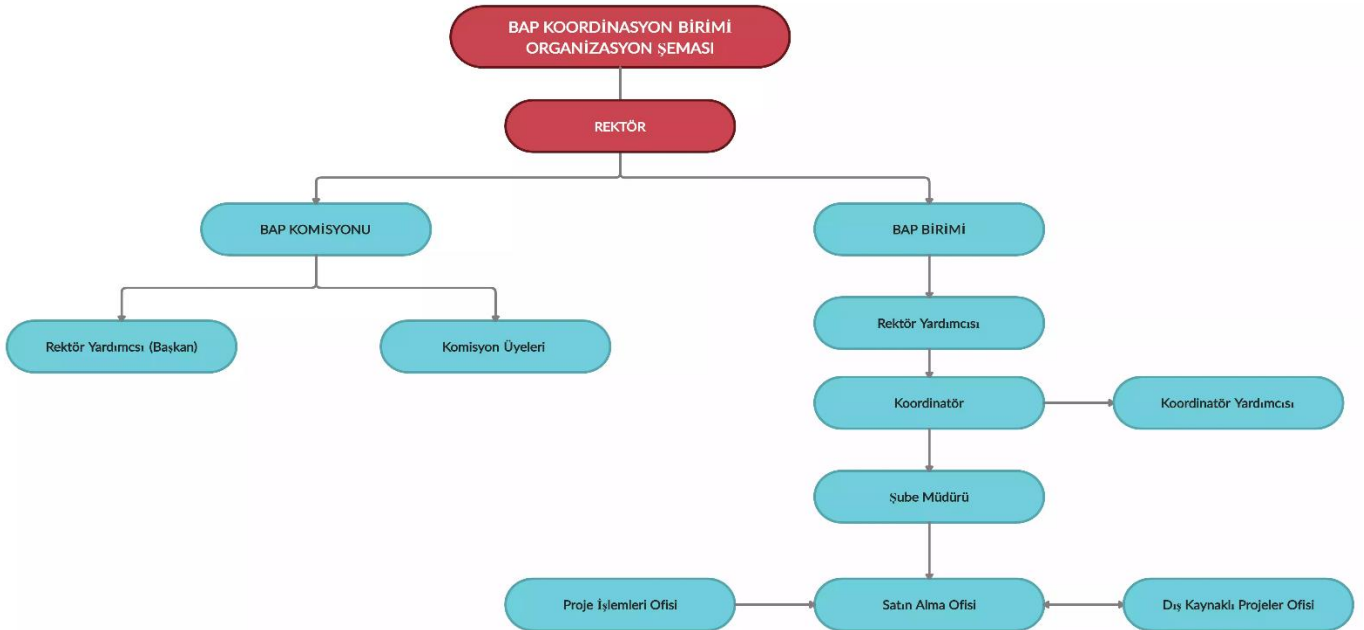 BAP KOORDİNASYON BİRİMİ
ORGANİZASYON ŞEMASI
REKTÖR
BAP KOMİSYONU
BAP BİRİMİ
Rektör Yardımcsı (Başkan)
Komisyon Üyeleri
Rektör Yardımcısı
Koordinatör
Koordinatör Yardımcısı
Şube Müdürü
Proje İşlemleri Ofisi
Satın Alma Ofisi
Dış Kaynaklı Projeler Ofisi